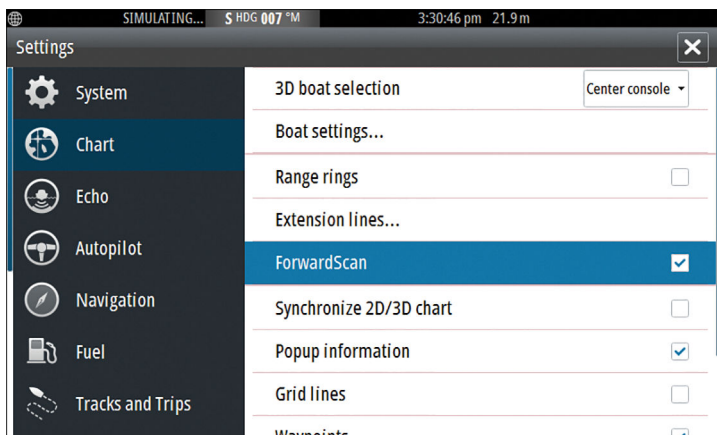 SIMULATING... S HDG 007 °M 3:30:46 pm 21.9 m
Settings
System
Chart
Echo
Autopilot
Navigation
Fuel
Tracks and Trips
3D boat selection Center console
Boat settings...
Range rings
Extension lines...
ForwardScan
Synchronize 2D/3D chart
Popup information
Grid lines
Waypoints